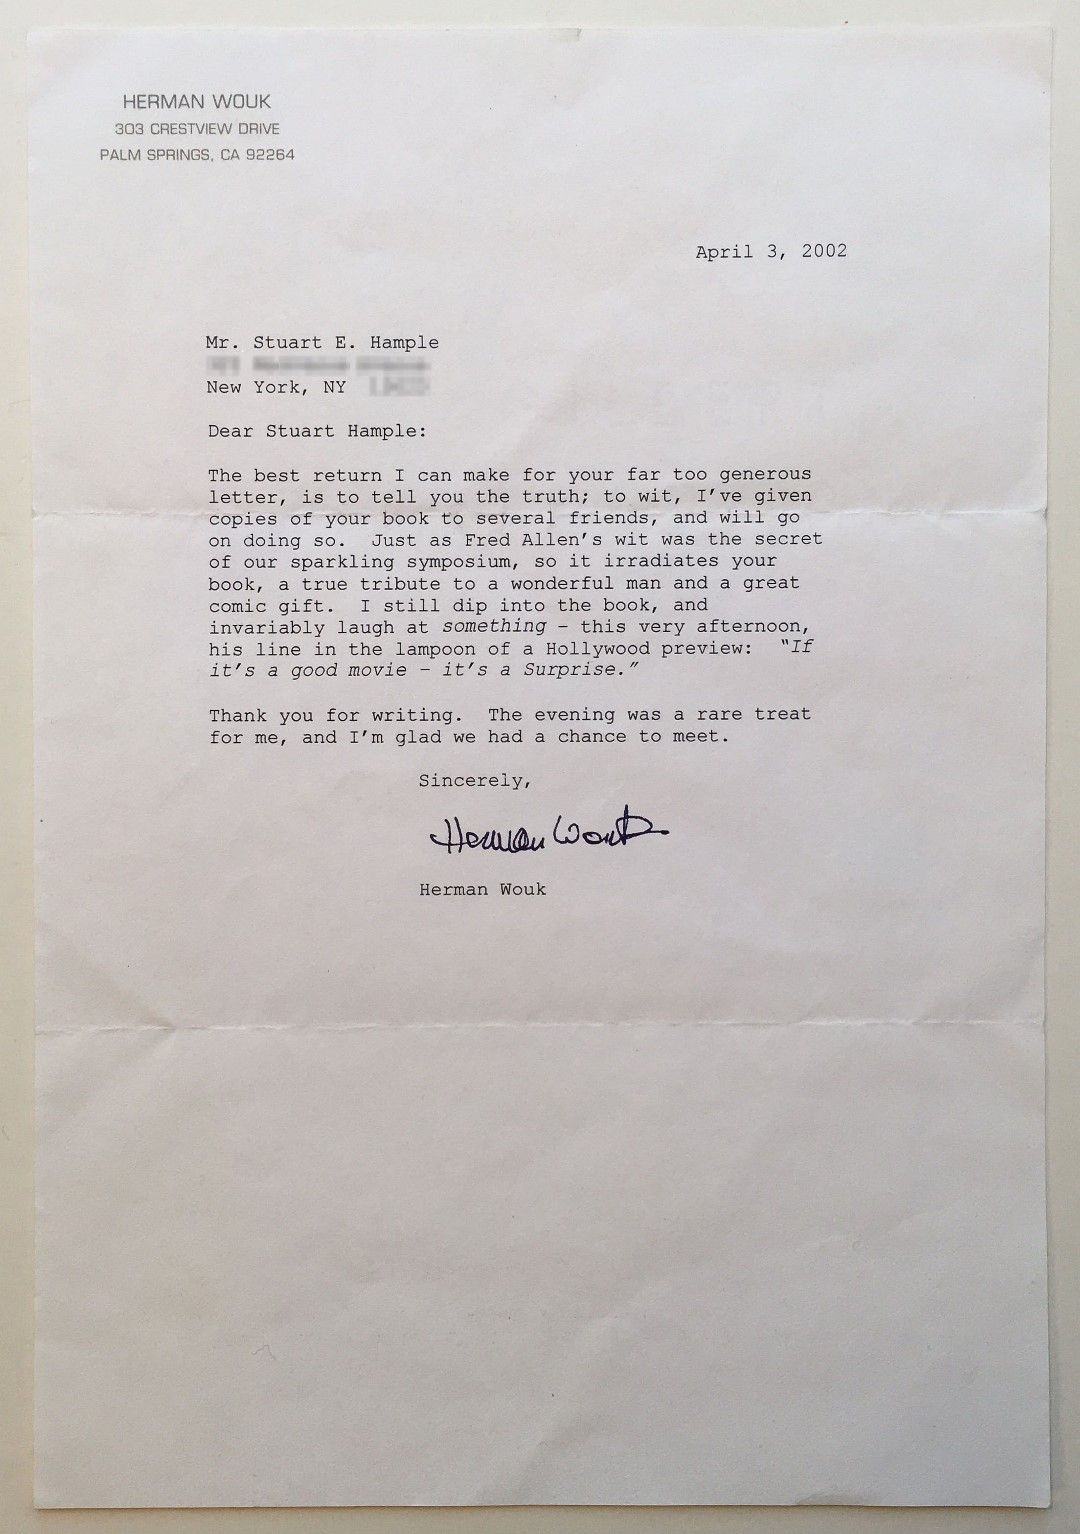 HERMAN WOUK
303 CRESTVIEW DRIVE
PALM SPRINGS, CA 92264
April 3, 2002
Mr. Stuart E. Hample
New York, NY
Dear Stuart Hample:
The best return I can make for your far too generous
letter, is to tell you the truth; to wit, I've given
copies of your book to several friends, and will go
on doing so.  Just as Fred Allen's wit was the secret
of our sparkling symposium, so it irradiates your
book, a true tribute to a wonderful man and a great
comic gift.  I still dip into the book, and
invariably laugh at something – this very afternoon,
his line in the lampoon of a Hollywood preview:  "If
it's a good movie – it's a Surprise."
Thank you for writing.  The evening was a rare treat
for me, and I'm glad we had a chance to meet.
Sincerely,
Herman Wouk
Herman Wouk